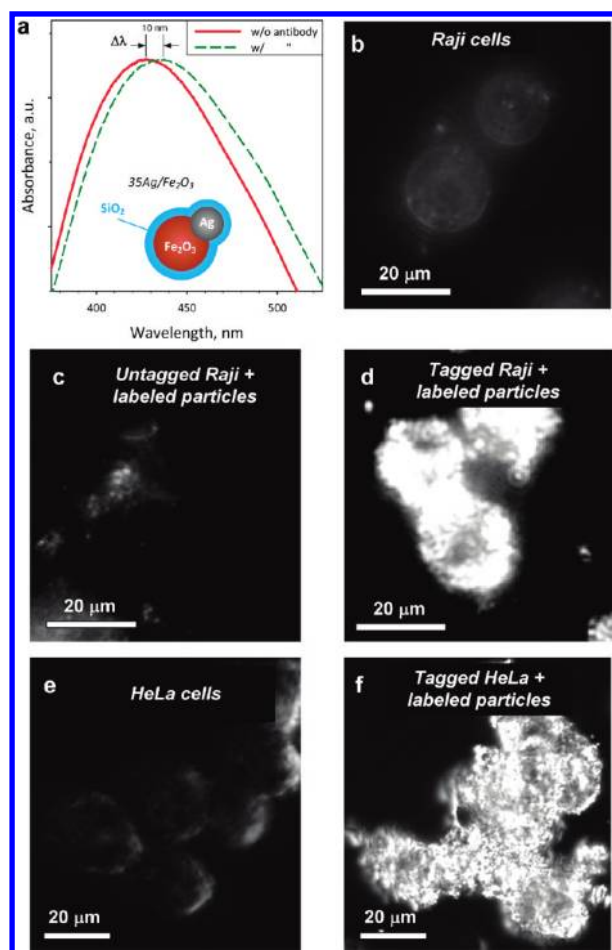 a
10 nm
Δλ
w/o antibody
w/ "
35Ag/Fe₂O₃
SiO₂
Ag
Fe₂O₃
Absorbance, a.u.
400 450 500
Wavelength, nm
b
Raji cells
20 μm
c
Untagged Raji +
labeled particles
20 μm
d
Tagged Raji +
labeled particles
20 μm
e
HeLa cells
20 μm
f
Tagged HeLa +
labeled particles
20 μm